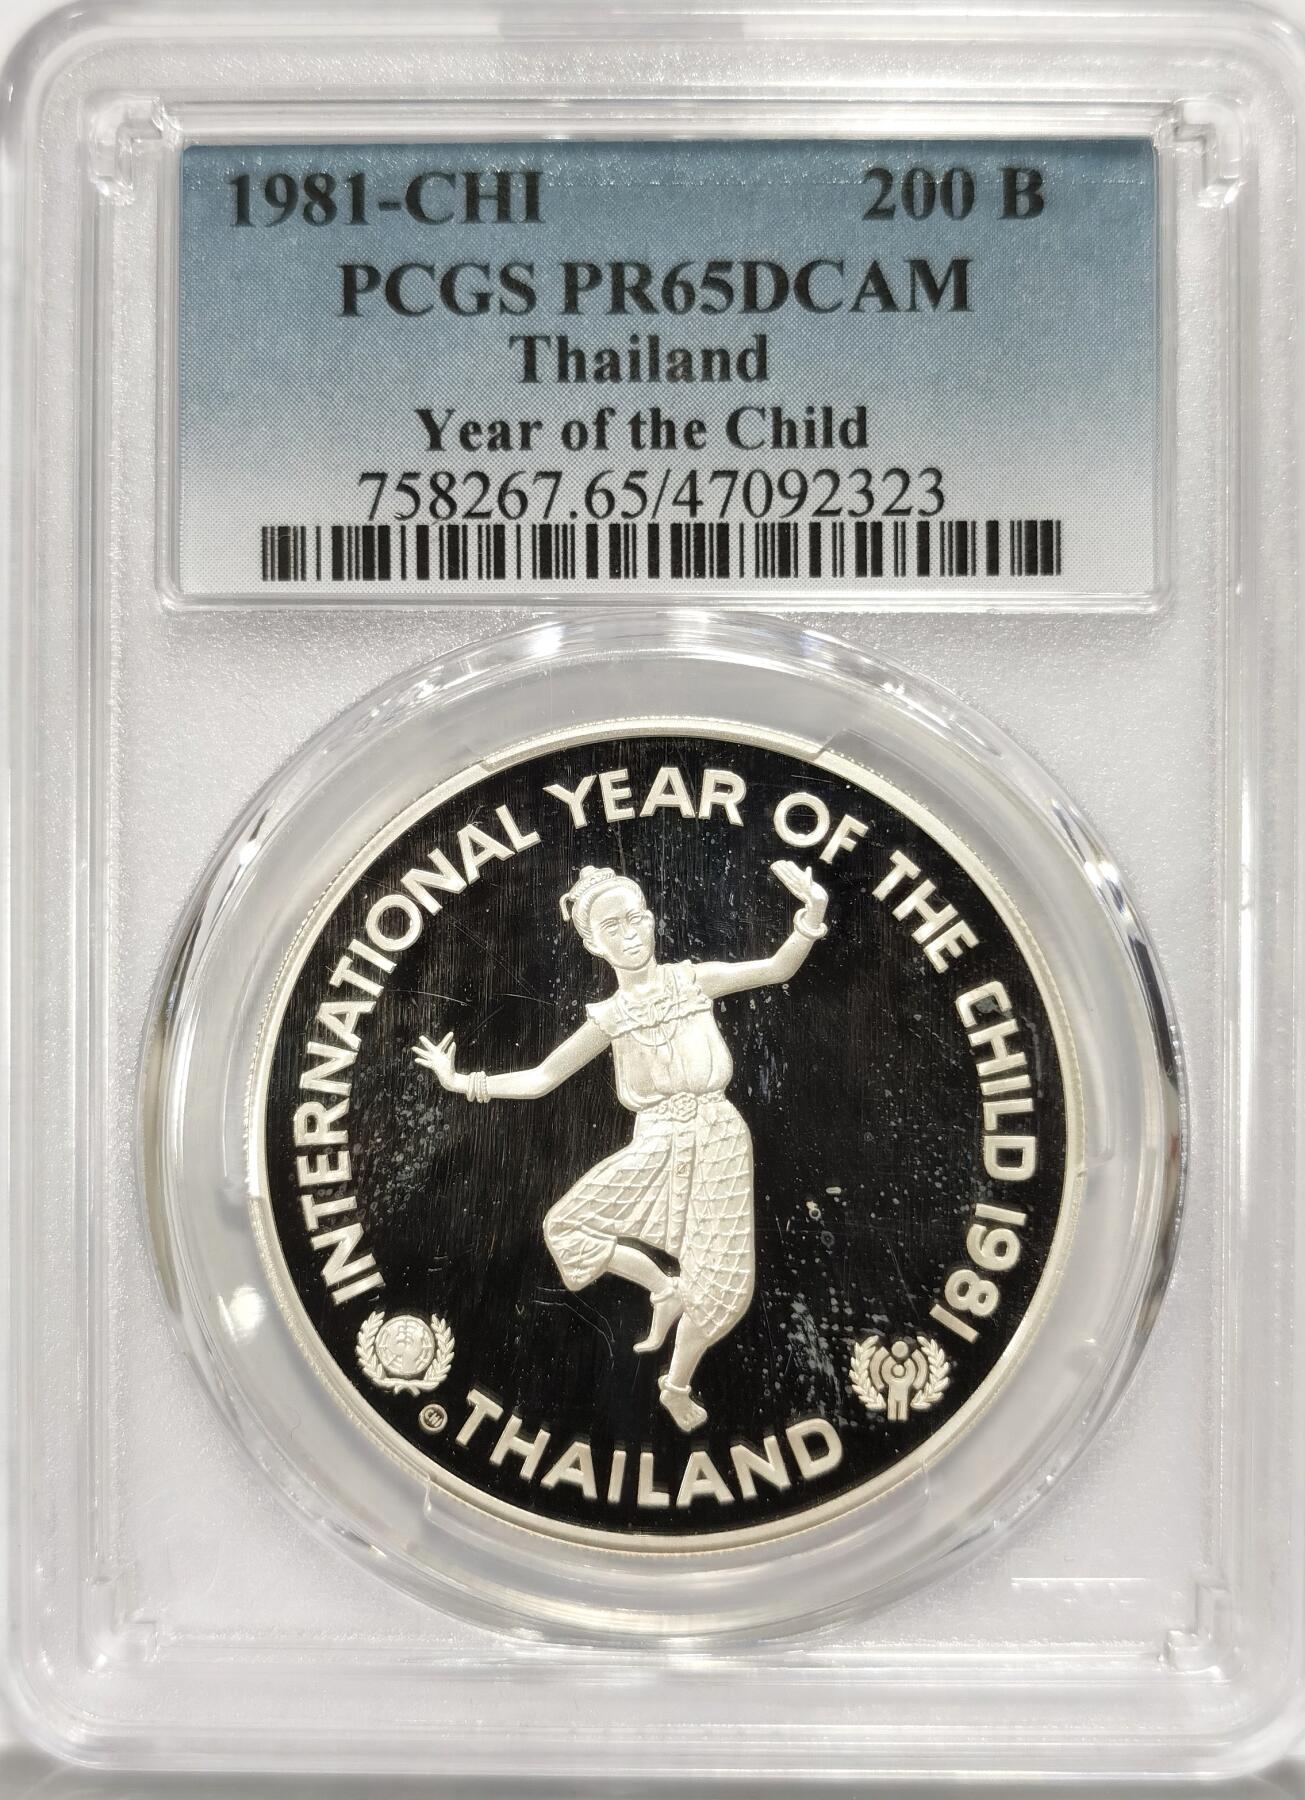 1981-CHI 200 B
PCGS PR65DCAM
Thailand
Year of the Child
758267.65/47092323
INTERNATIONAL YEAR OF THE CHILD 1981
CHI
THAILAND